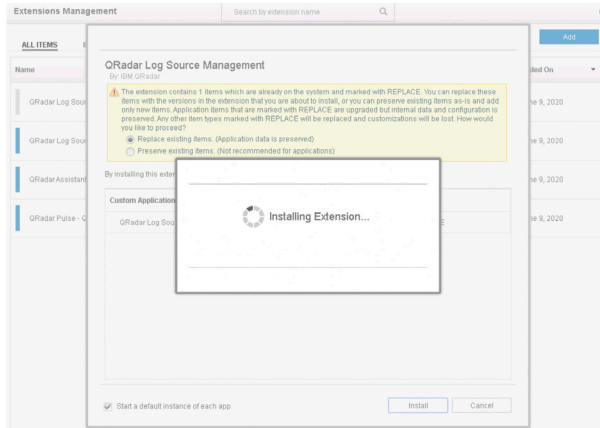 Extensions Management
Search by extension name
Add
ALL ITEMS
Name
ded On
QRadar Log Sour
ne 9, 2020
QRadar Log Sour
ne 9, 2020
QRadar Assistant
ne 9, 2020
QRadar Pulse - Q
ne 9, 2020
QRadar Log Source Management
By: IBM QRadar
The extension contains 1 items which are already on the system and marked with REPLACE. You can replace these
items with the versions in the extension that you are about to install, or you can preserve existing items as-is and add
only new items. Application items that are marked with REPLACE are upgraded but internal data and configuration is
preserved. Any other item types marked with REPLACE will be replaced and customizations will be lost. How would
you like to proceed?
Replace existing items. (Application data is preserved)
Preserve existing items. (Not recommended for applications)
By installing this exten
Custom Application
QRadar Log Sou
E
Installing Extension...
Start a default instance of each app
Install
Cancel